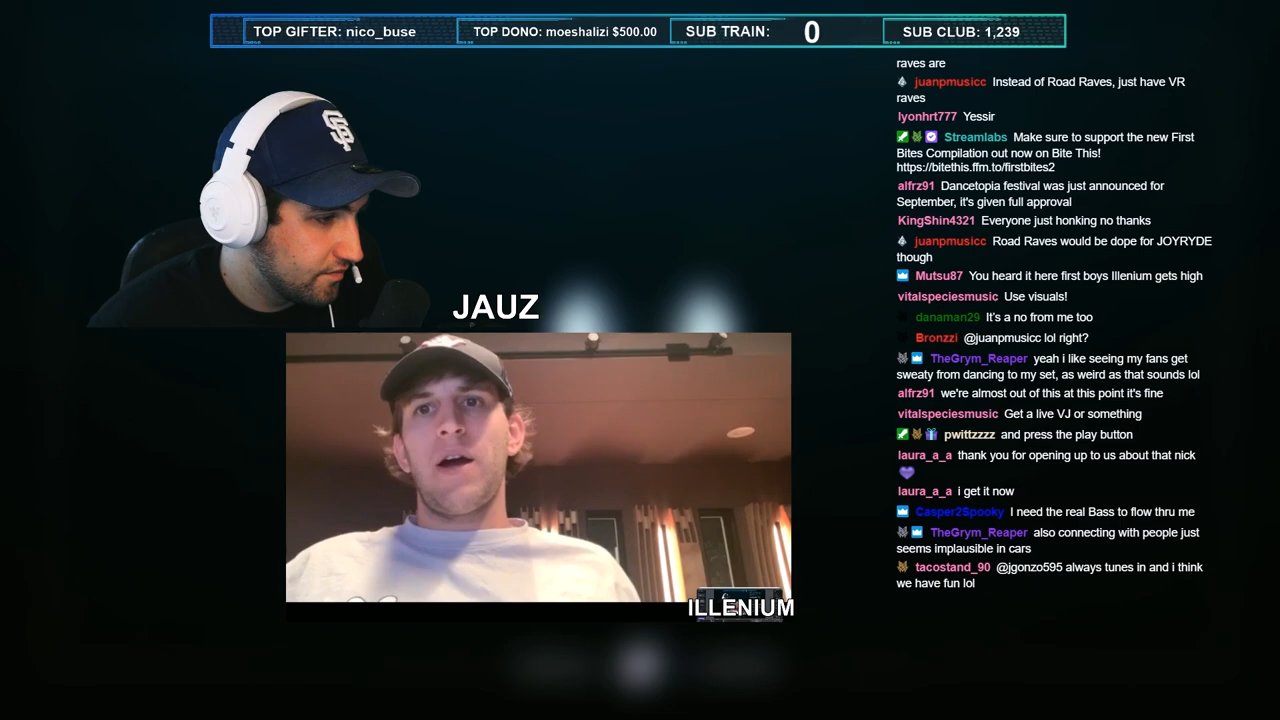 TOP GIFTER: nico_buse
TOP DONO: moeshalizi $500.00
SUB TRAIN: 0
SUB CLUB: 1,239
raves are
juanpmusicc Instead of Road Raves, just have VR
raves
lyonhrt777 Yessir
Streamlabs Make sure to support the new First
Bites Compilation out now on Bite This!
https://bitethis.ffm.to/firstbites2
alfrz91 Dancetopia festival was just announced for
September, it's given full approval
KingShin4321 Everyone just honking no thanks
juanpmusicc Road Raves would be dope for JOYRYDE
though
Mutsu87 You heard it here first boys Illenium gets high
vitalspeciesmusic Use visuals!
danaman29 It's a no from me too
Bronzzi @juanpmusicc lol right?
TheGrym_Reaper yeah i like seeing my fans get
sweaty from dancing to my set, as weird as that sounds lol
alfrz91 we're almost out of this at this point it's fine
vitalspeciesmusic Get a live VJ or something
pwittzzzz and press the play button
laura_a_a thank you for opening up to us about that nick
laura_a_a i get it now
Casper2Spooky I need the real Bass to flow thru me
TheGrym_Reaper also connecting with people just
seems implausible in cars
tacostand_90 @jgonzo595 always tunes in and i think
we have fun lol
SF
JAUZ
ILLENIUM